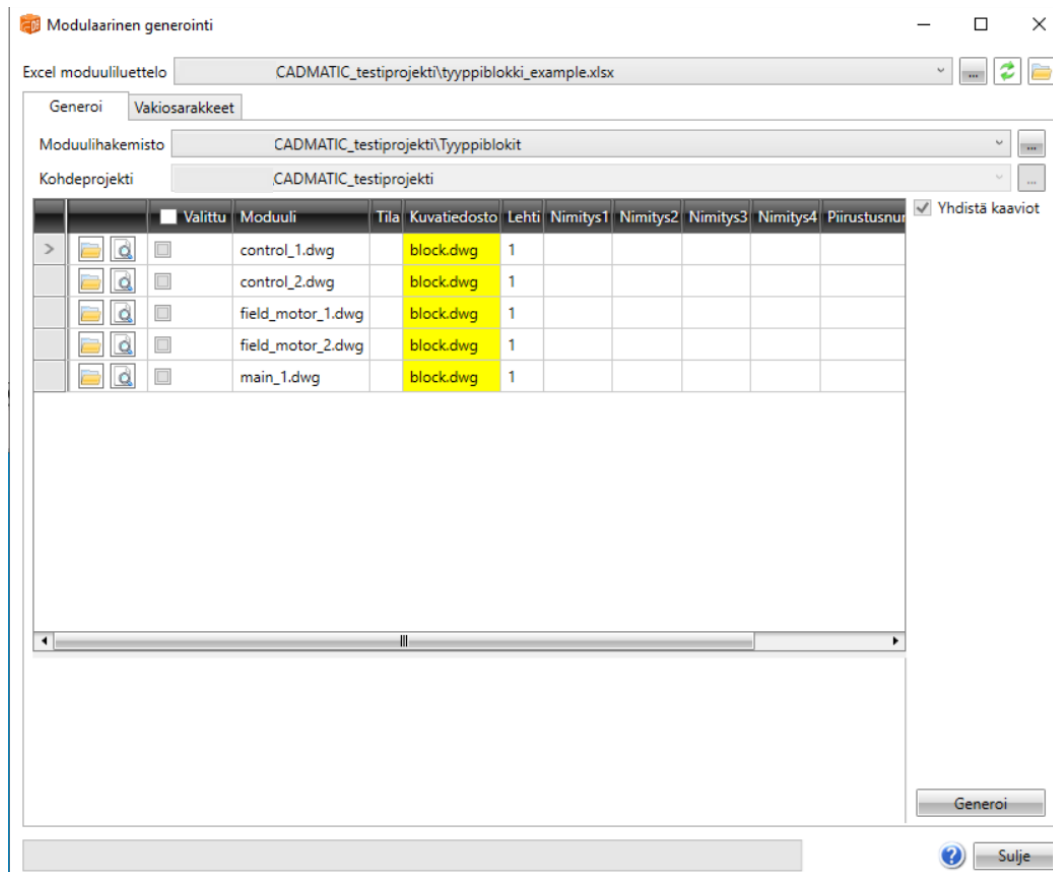 Modulaarinen generointi
Excel moduuliluettelo CADMATIC_testiprojekti\tyyppiblokki_example.xlsx ...
Generoi Vakiosarakkeet
Moduulihakemisto CADMATIC_testiprojekti\Tyyppiblokit ...
Kohdeprojekti CADMATIC_testiprojekti ...
Valittu Moduuli Tila Kuvatiedosto Lehti Nimitys1 Nimitys2 Nimitys3 Nimitys4 Piirustusnur Yhdistä kaaviot
control_1.dwg block.dwg 1
control_2.dwg block.dwg 1
field_motor_1.dwg block.dwg 1
field_motor_2.dwg block.dwg 1
main_1.dwg block.dwg 1
Generoi
Sulje